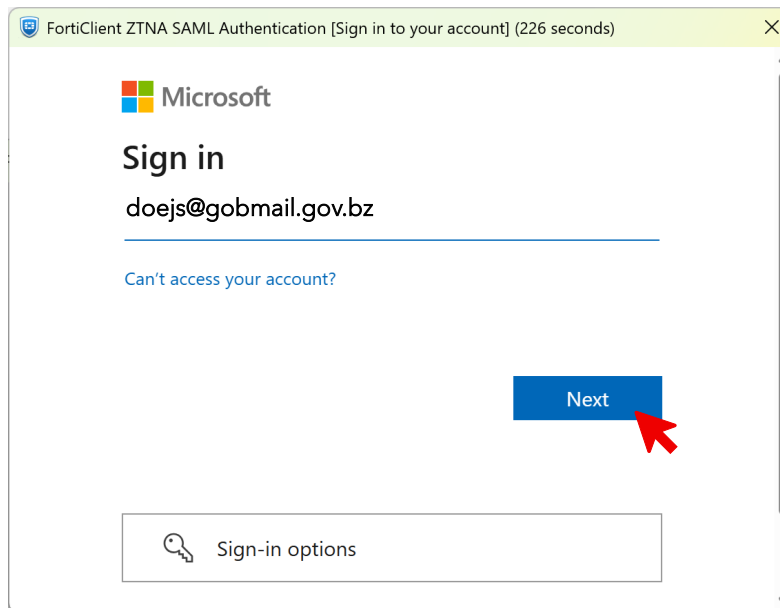 FortiClient ZTNA SAML Authentication [Sign in to your account] (226 seconds)
Microsoft
Sign in
doejs@gobmail.gov.bz
Can't access your account?
Next
Sign-in options